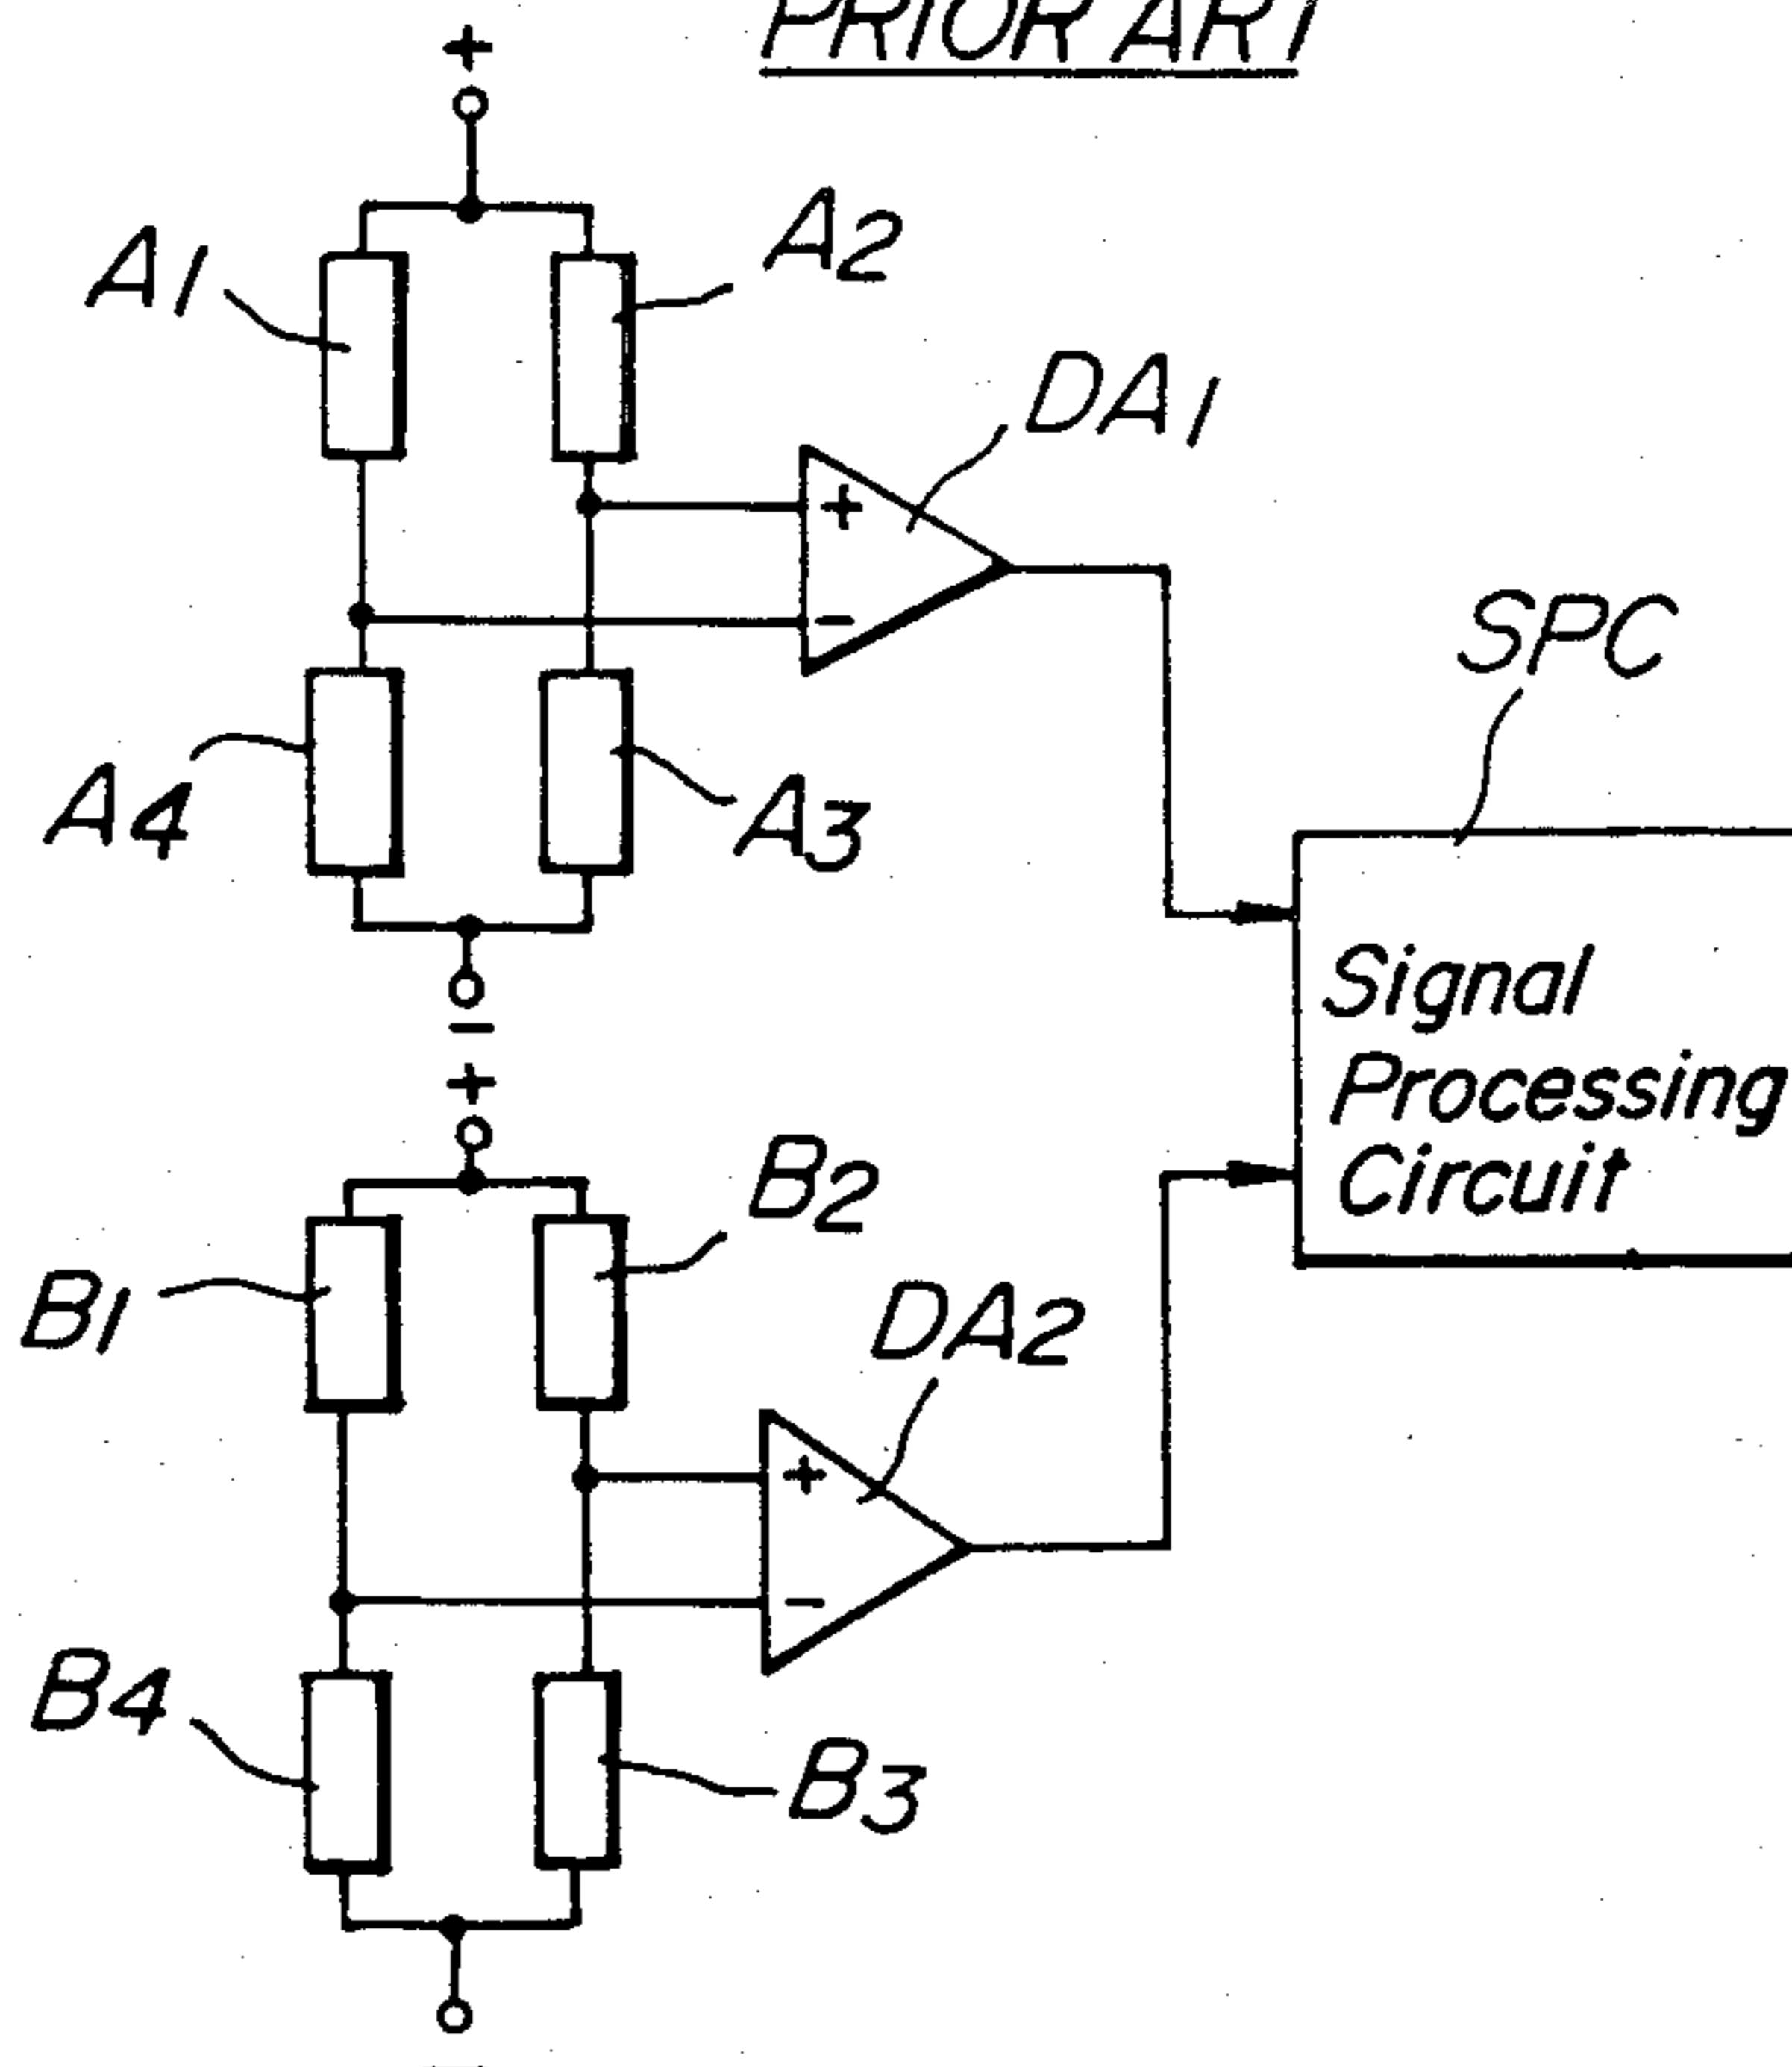 PRIOR ART
+
A1
A2
DA1
+
-
SPC
A4
A3
-
Signal
Processing
Circuit
+
B1
B2
DA2
+
-
B4
B3
-